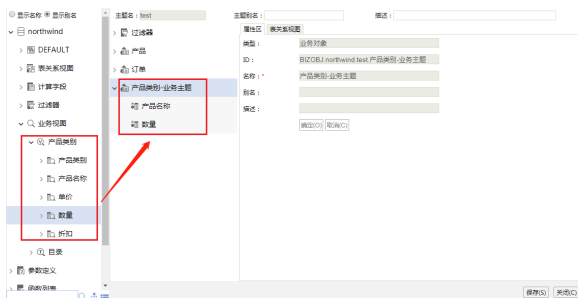 显示名称 显示别名
northwind
DEFAULT
表关系视图
计算字段
过滤器
业务视图
产品类别
产品类别
产品名称
单价
数量
折扣
目录
参数定义
函数列表
主题名： test 主题别名： 描述：
过滤器
产品
订单
产品类别-业务主题
产品名称
数量
属性区 表关系视图
类型： 业务对象
ID： BIZOBJ.northwind.test.产品类别-业务主题
名称：* 产品类别-业务主题
别名：
描述：
确定(O) 取消(C)
保存(S) 关闭(C)